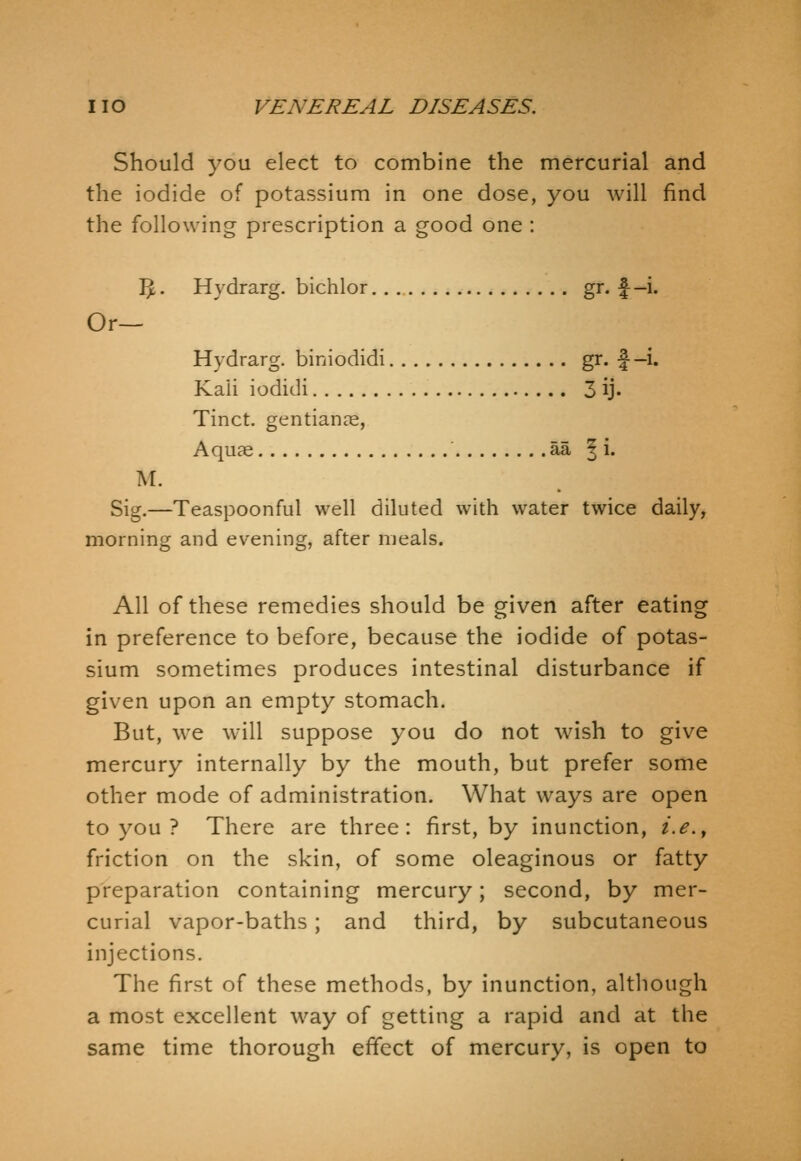 110 VENEREAL DISEASES.
Should you elect to combine the mercurial and
the iodide of potassium in one dose, you will find
the following prescription a good one :
℞. Hydrarg. bichlor.................... gr. ¾-i.
Or—
Hydrarg. biniodidi.................. gr. ¾-i.
Kali iodidi......................... ʒ ij.
Tinct. gentianæ,
Aquæ............................āā ℥ i.
M.
Sig.—Teaspoonful well diluted with water twice daily,
morning and evening, after meals.
All of these remedies should be given after eating
in preference to before, because the iodide of potas-
sium sometimes produces intestinal disturbance if
given upon an empty stomach.
But, we will suppose you do not wish to give
mercury internally by the mouth, but prefer some
other mode of administration. What ways are open
to you ? There are three: first, by inunction, i.e.,
friction on the skin, of some oleaginous or fatty
preparation containing mercury; second, by mer-
curial vapor-baths; and third, by subcutaneous
injections.
The first of these methods, by inunction, although
a most excellent way of getting a rapid and at the
same time thorough effect of mercury, is open to